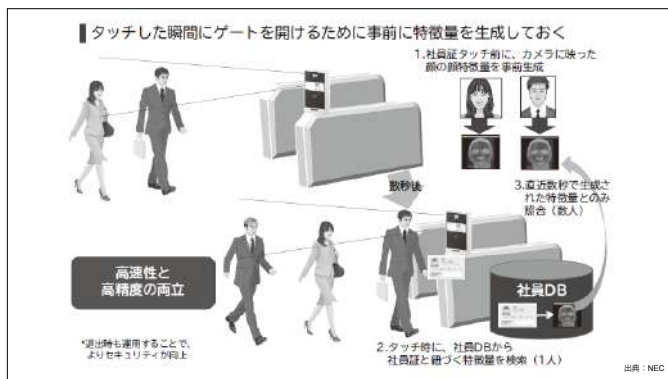 タッチした瞬間にゲートを開けるために事前に特徴量を生成しておく
1.社員証タッチ前に、カメラに映った
顔の顔特徴量を事前生成
数秒後
3.直近数秒で生成さ
れた特徴量とのみ
照合（数人）
高速性と
高精度の両立
社員DB
*退出時も運用することで、
よりセキュリティが向上
2.タッチ時に、社員DBから
社員証と紐づく特徴量を検索（1人）
出典：NEC